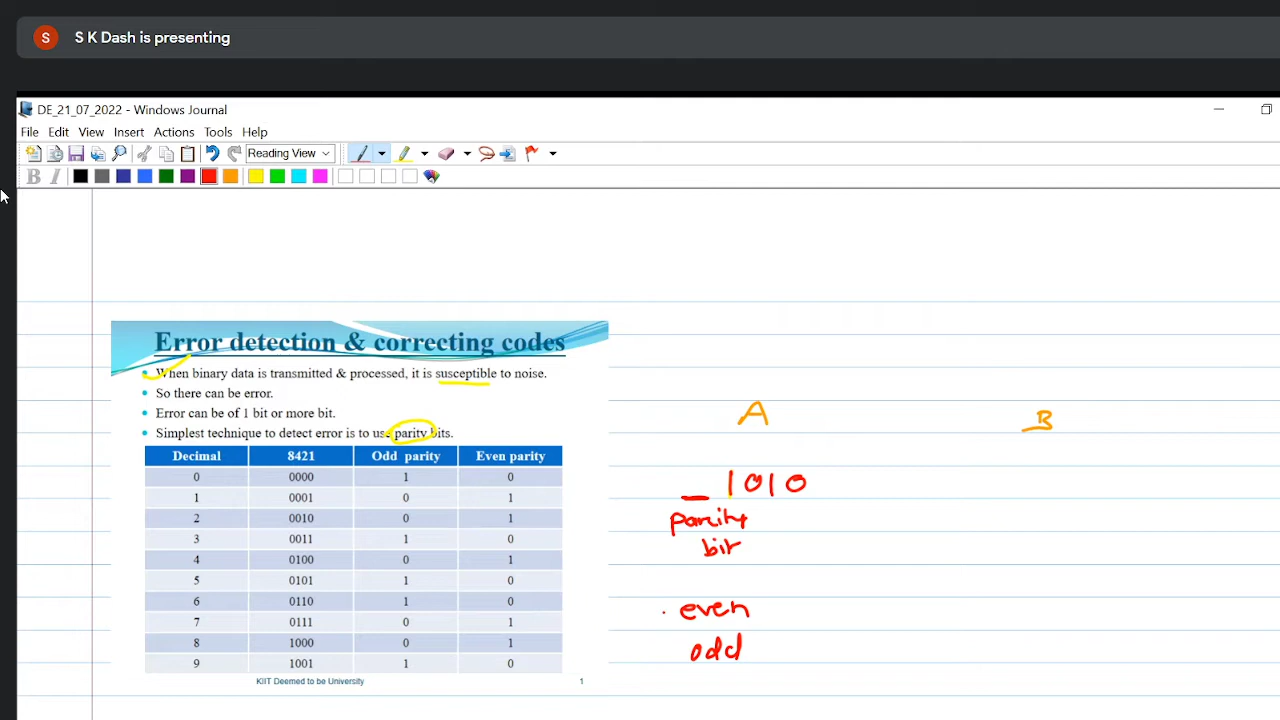 S
S K Dash is presenting
DE_21_07_2022 - Windows Journal
File Edit View Insert Actions Tools Help
Reading View
B I
Error detection & correcting codes
• When binary data is transmitted & processed, it is susceptible to noise.
• So there can be error.
• Error can be of 1 bit or more bit.
• Simplest technique to detect error is to use parity bits.
Decimal 8421 Odd parity Even parity
0 0000 1 0
1 0001 0 1
2 0010 0 1
3 0011 1 0
4 0100 0 1
5 0101 1 0
6 0110 1 0
7 0111 0 1
8 1000 0 1
9 1001 1 0
KIIT Deemed to be University 1
A B
_ 1010
parity
bit
even
odd